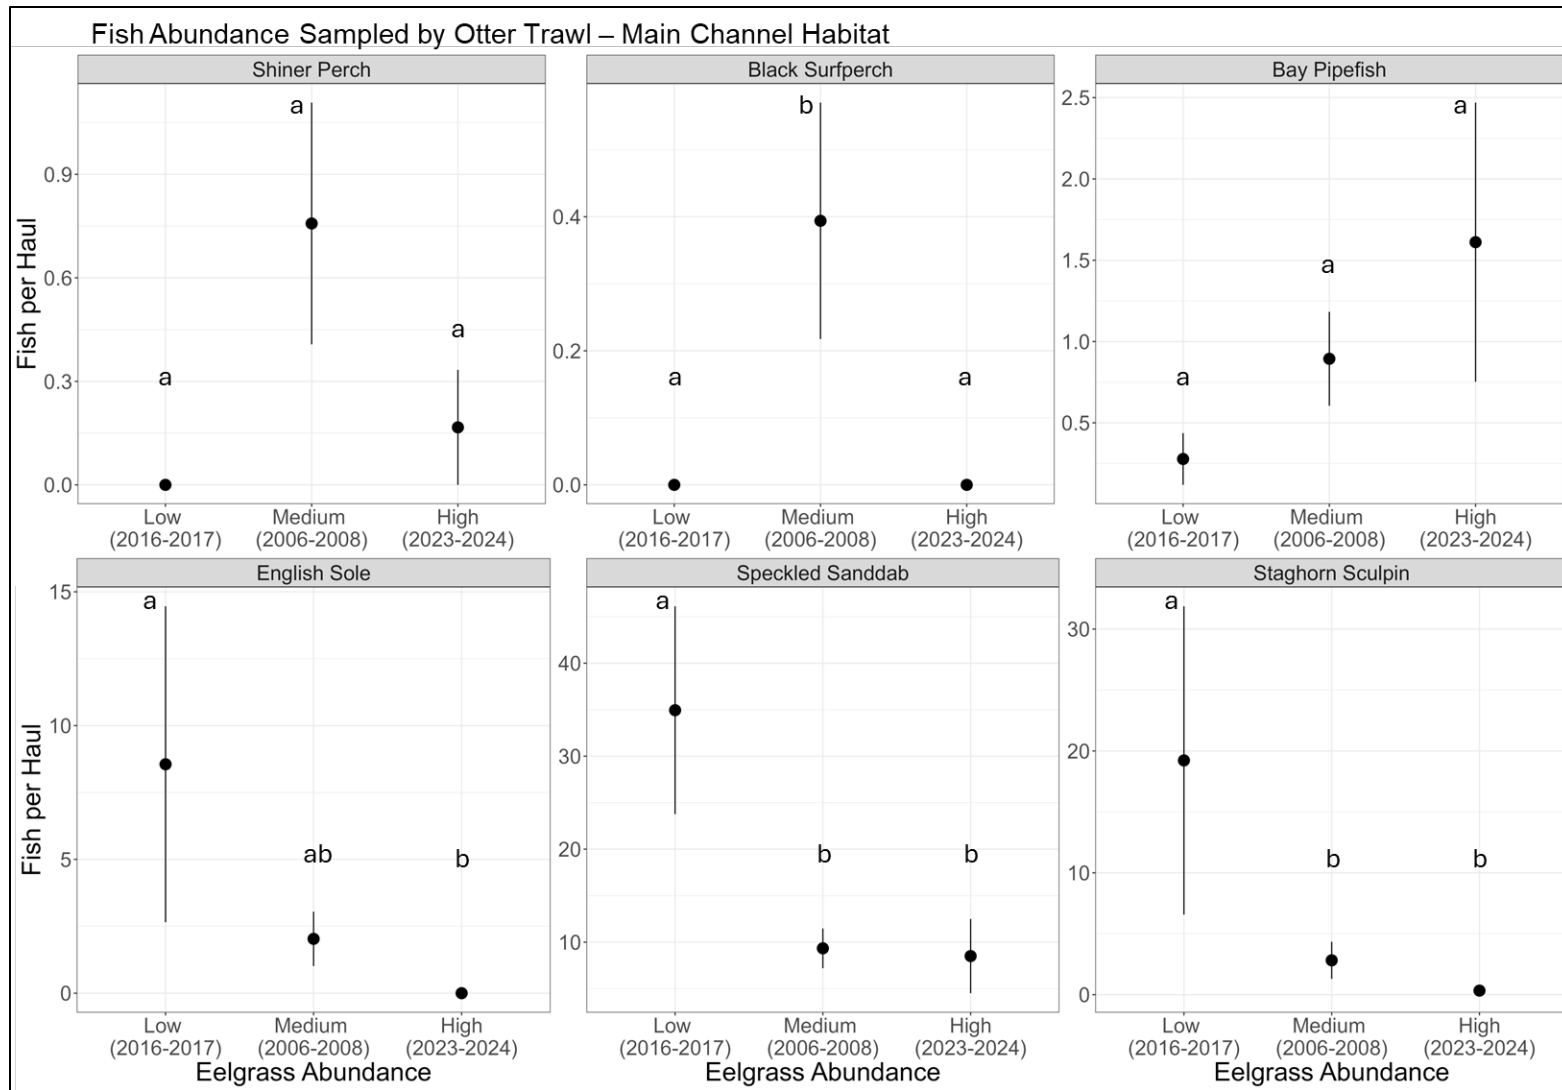 Fish Abundance Sampled by Otter Trawl – Main Channel Habitat
Shiner Perch
Fish per Haul
0.9
0.6
0.3
0.0
a
a
a
Low
(2016-2017)
Medium
(2006-2008)
High
(2023-2024)
Black Surfperch
0.4
0.2
0.0
a
b
a
Low
(2016-2017)
Medium
(2006-2008)
High
(2023-2024)
Bay Pipefish
2.5
2.0
1.5
1.0
0.5
a
a
a
Low
(2016-2017)
Medium
(2006-2008)
High
(2023-2024)
English Sole
Fish per Haul
15
10
5
0
a
ab
b
Low
(2016-2017)
Medium
(2006-2008)
High
(2023-2024)
Eelgrass Abundance
Speckled Sanddab
40
30
20
10
a
b
b
Low
(2016-2017)
Medium
(2006-2008)
High
(2023-2024)
Eelgrass Abundance
Staghorn Sculpin
30
20
10
0
a
b
b
Low
(2016-2017)
Medium
(2006-2008)
High
(2023-2024)
Eelgrass Abundance